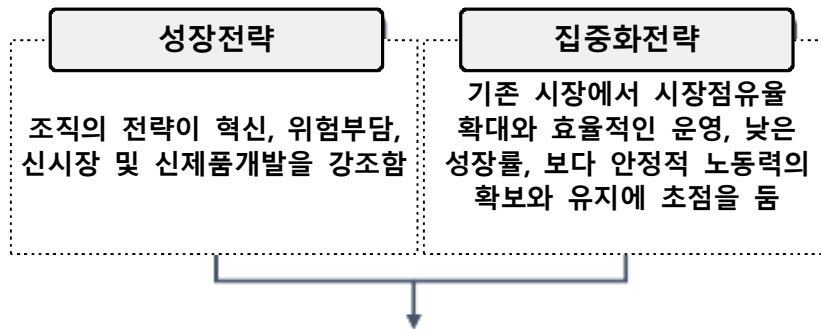 성장전략
조직의 전략이 혁신, 위험부담,
신시장 및 신제품개발을 강조함
집중화전략
기존 시장에서 시장점유율
확대와 효율적인 운영, 낮은
성장률, 보다 안정적 노동력의
확보와 유지에 초점을 둠